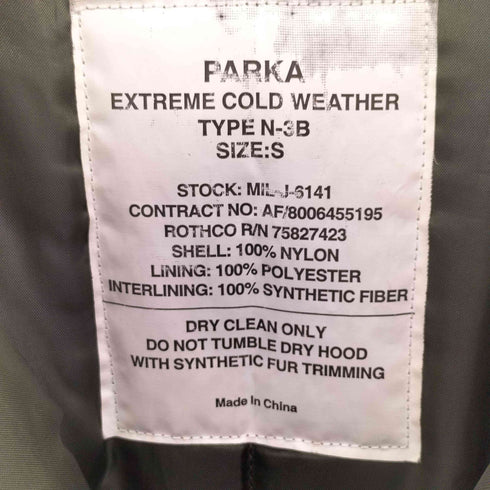 PARKA
EXTREME COLD WEATHER
TYPE N-3B
SIZE:S
STOCK: MIL-J-6141
CONTRACT NO: AF/8006455195
ROTHCO R/N 75827423
SHELL: 100% NYLON
LINING: 100% POLYESTER
INTERLINING: 100% SYNTHETIC FIBER
DRY CLEAN ONLY
DO NOT TUMBLE DRY HOOD
WITH SYNTHETIC FUR TRIMMING
Made In China